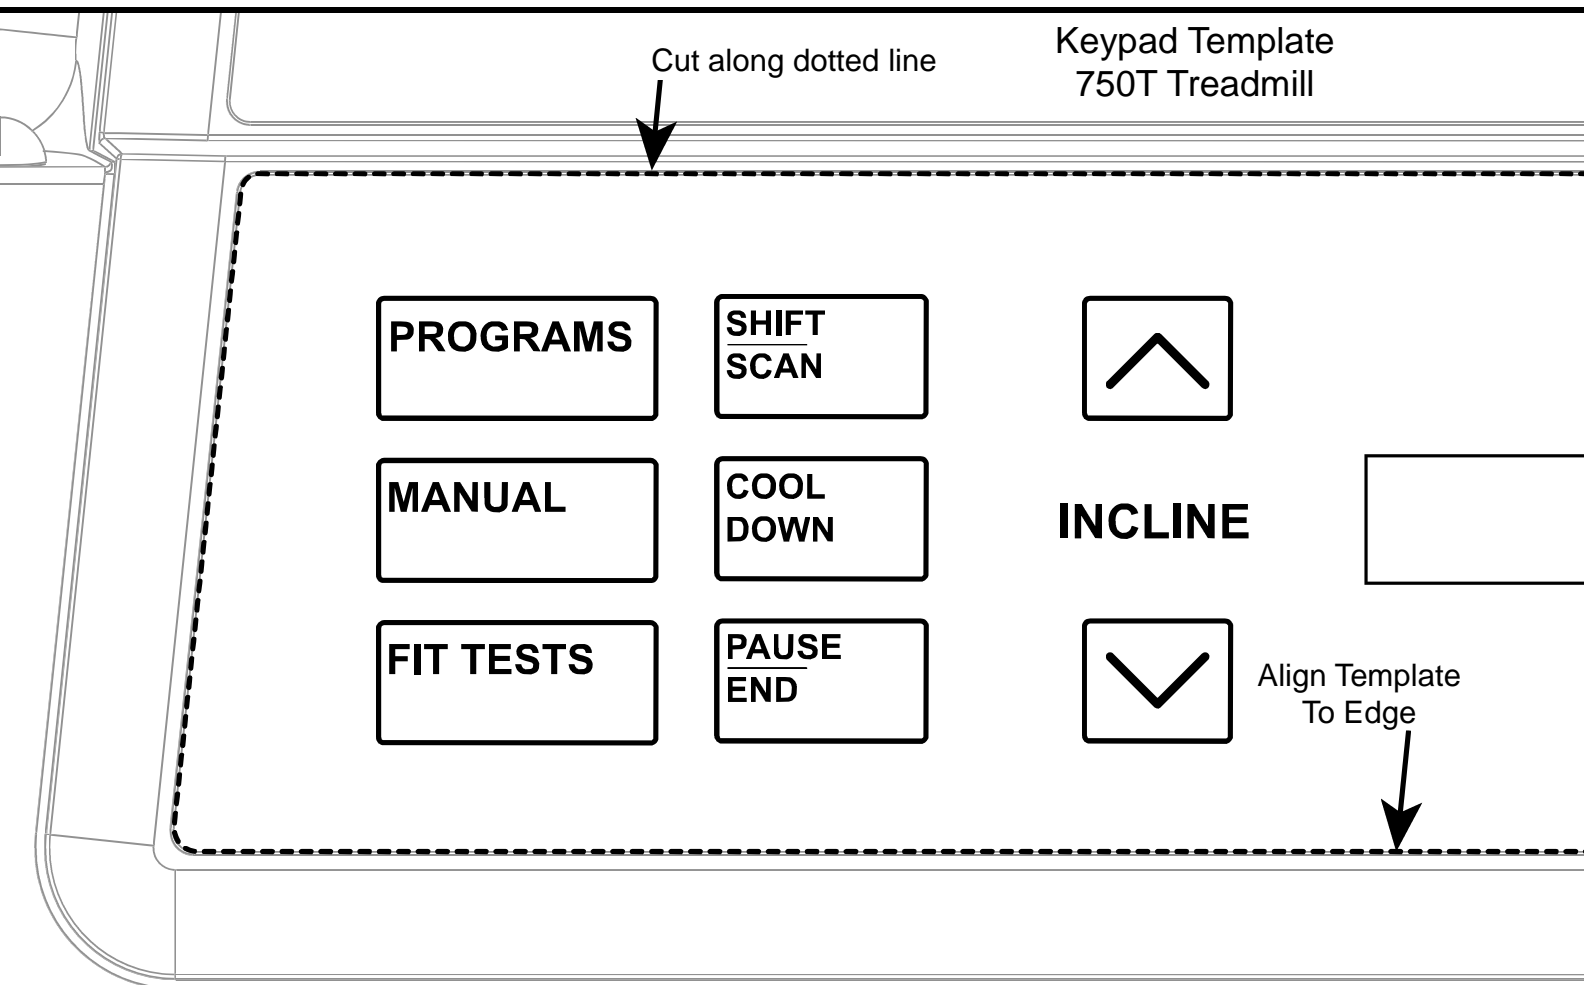 Keypad Template
750T Treadmill
Cut along dotted line
PROGRAMS
SHIFT
SCAN
MANUAL
COOL
DOWN
INCLINE
FIT TESTS
PAUSE
END
Align Template
To Edge